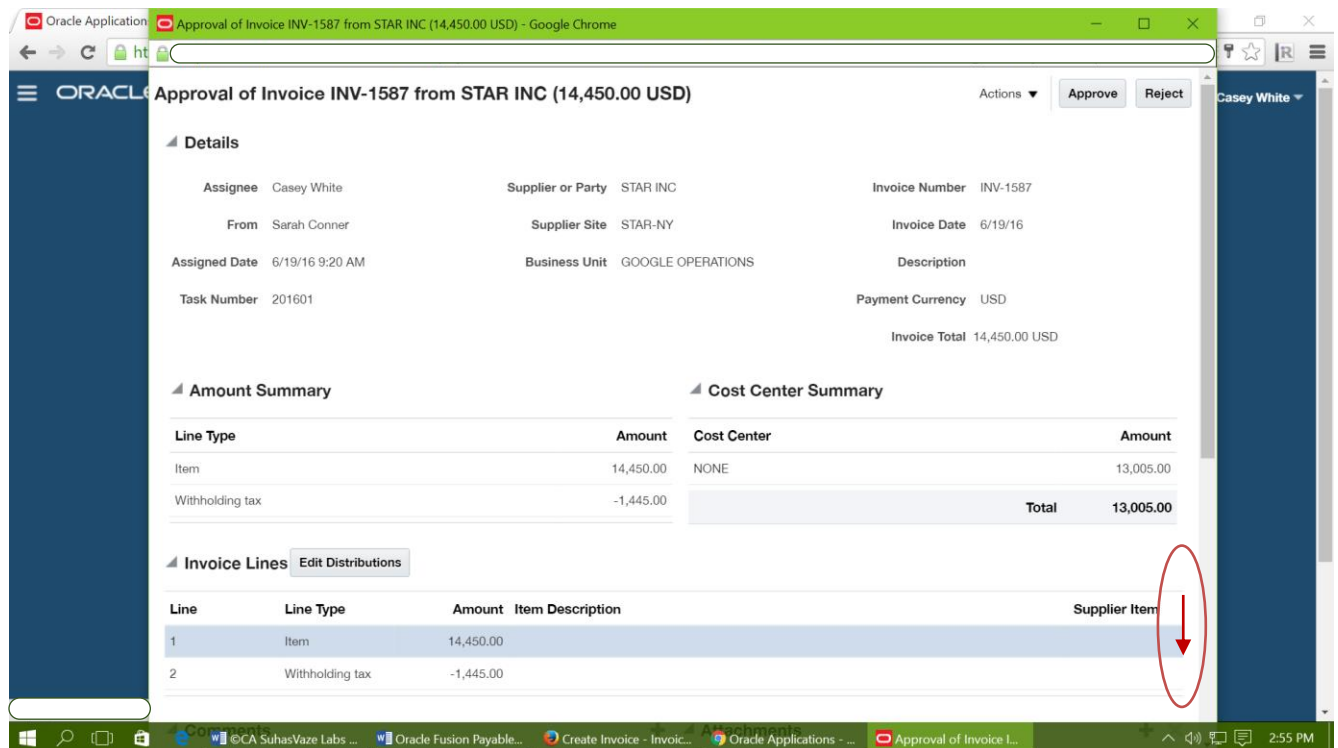 Oracle Application
Approval of Invoice INV-1587 from STAR INC (14,450.00 USD) - Google Chrome
ht
ORACL
Casey White
Approval of Invoice INV-1587 from STAR INC (14,450.00 USD)
Actions Approve Reject
Details
Assignee Casey White Supplier or Party STAR INC Invoice Number INV-1587
From Sarah Conner Supplier Site STAR-NY Invoice Date 6/19/16
Assigned Date 6/19/16 9:20 AM Business Unit GOOGLE OPERATIONS Description
Task Number 201601 Payment Currency USD
Invoice Total 14,450.00 USD
Amount Summary Cost Center Summary
Line Type Amount Cost Center Amount
Item 14,450.00 NONE 13,005.00
Withholding tax -1,445.00 Total 13,005.00
Invoice Lines Edit Distributions
Line Line Type Amount Item Description Supplier Item
1 Item 14,450.00
2 Withholding tax -1,445.00
Comments Attachments
©CA SuhasVaze Labs ... Oracle Fusion Payable... Create Invoice - Invoic... Oracle Applications - ... Approval of Invoice I... 2:55 PM